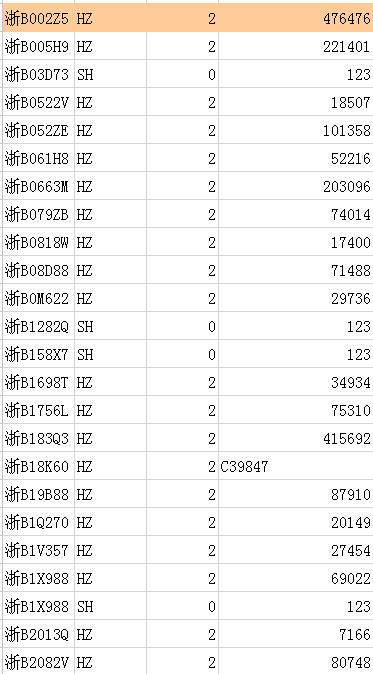 浙B002Z5 HZ 2 476476
浙B005H9 HZ 2 221401
浙B03D73 SH 0 123
浙B0522V HZ 2 18507
浙B052ZE HZ 2 101358
浙B061H8 HZ 2 52216
浙B0663M HZ 2 203096
浙B079ZB HZ 2 74014
浙B0818W HZ 2 17400
浙B08D88 HZ 2 71488
浙B0M622 HZ 2 29736
浙B1282Q SH 0 123
浙B158X7 SH 0 123
浙B1698T HZ 2 34934
浙B1756L HZ 2 75310
浙B183Q3 HZ 2 415692
浙B18K60 HZ 2 C39847
浙B19B88 HZ 2 87910
浙B1Q270 HZ 2 20149
浙B1V357 HZ 2 27454
浙B1X988 HZ 2 69022
浙B1X988 SH 0 123
浙B2013Q HZ 2 7166
浙B2082V HZ 2 80748